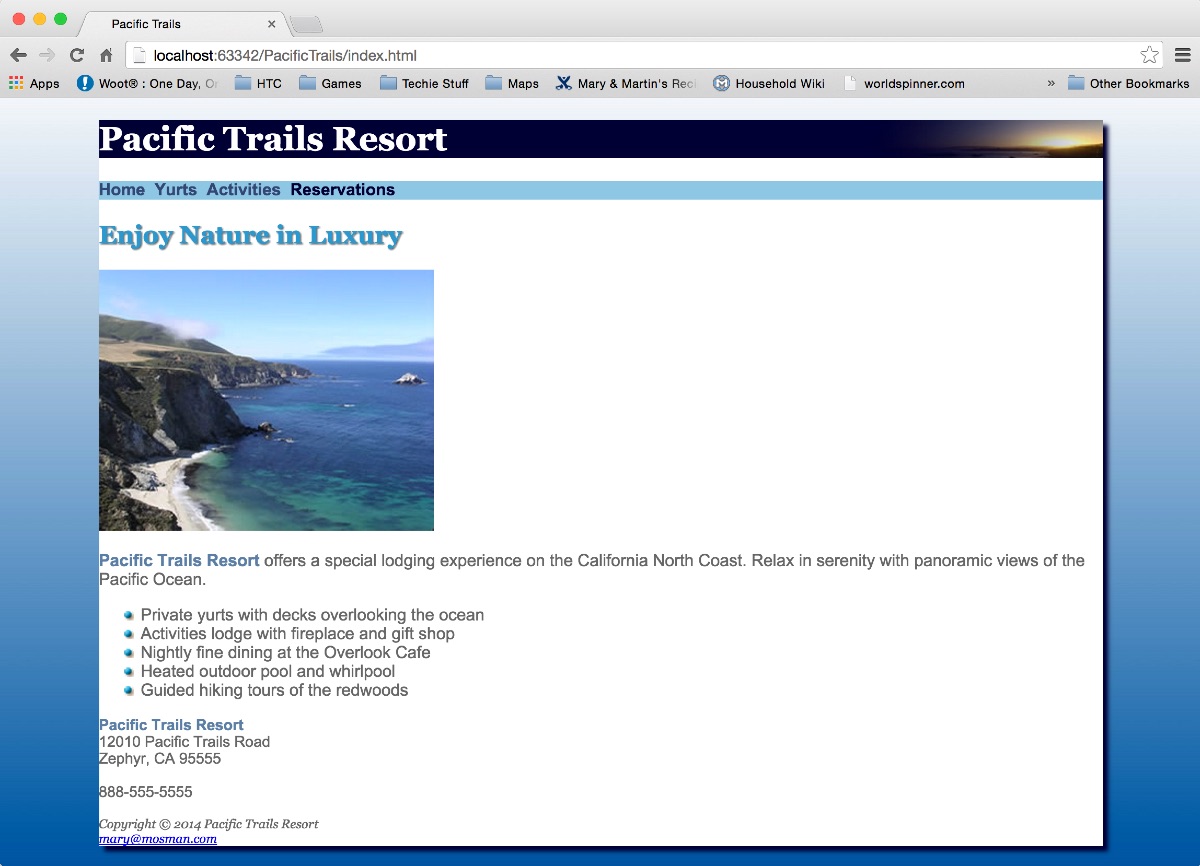 Pacific Trails
localhost:63342/PacificTrails/index.html
Apps Woot® : One Day, Or HTC Games Techie Stuff Maps Mary & Martin's Reci Household Wiki worldspinner.com » Other Bookmarks
Pacific Trails Resort
Home Yurts Activities Reservations
Enjoy Nature in Luxury
Pacific Trails Resort offers a special lodging experience on the California North Coast. Relax in serenity with panoramic views of the
Pacific Ocean.
Private yurts with decks overlooking the ocean
Activities lodge with fireplace and gift shop
Nightly fine dining at the Overlook Cafe
Heated outdoor pool and whirlpool
Guided hiking tours of the redwoods
Pacific Trails Resort
12010 Pacific Trails Road
Zephyr, CA 95555
888-555-5555
Copyright © 2014 Pacific Trails Resort
mary@mosman.com